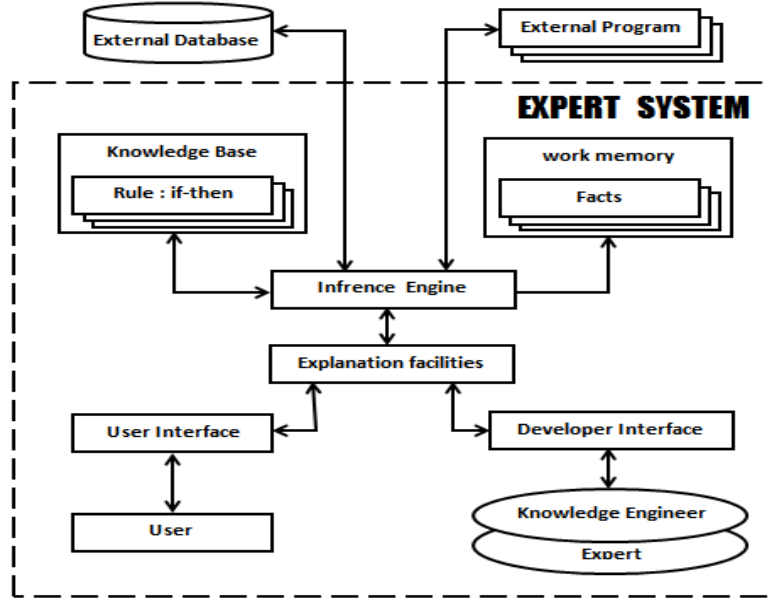 External Database
External Program
EXPERT SYSTEM
Knowledge Base
Rule : if-then
work memory
Facts
Infrence Engine
Explanation facilities
User Interface
Developer Interface
User
Knowledge Engineer
Expert